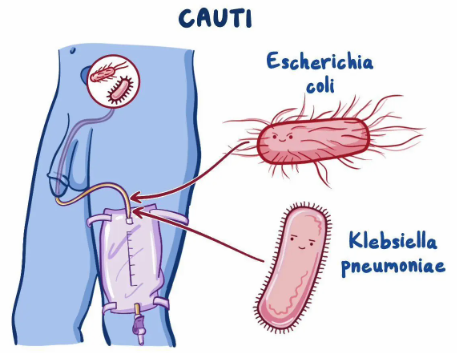 CAUTI
Escherichia
coli
Klebsiella
pneumoniae